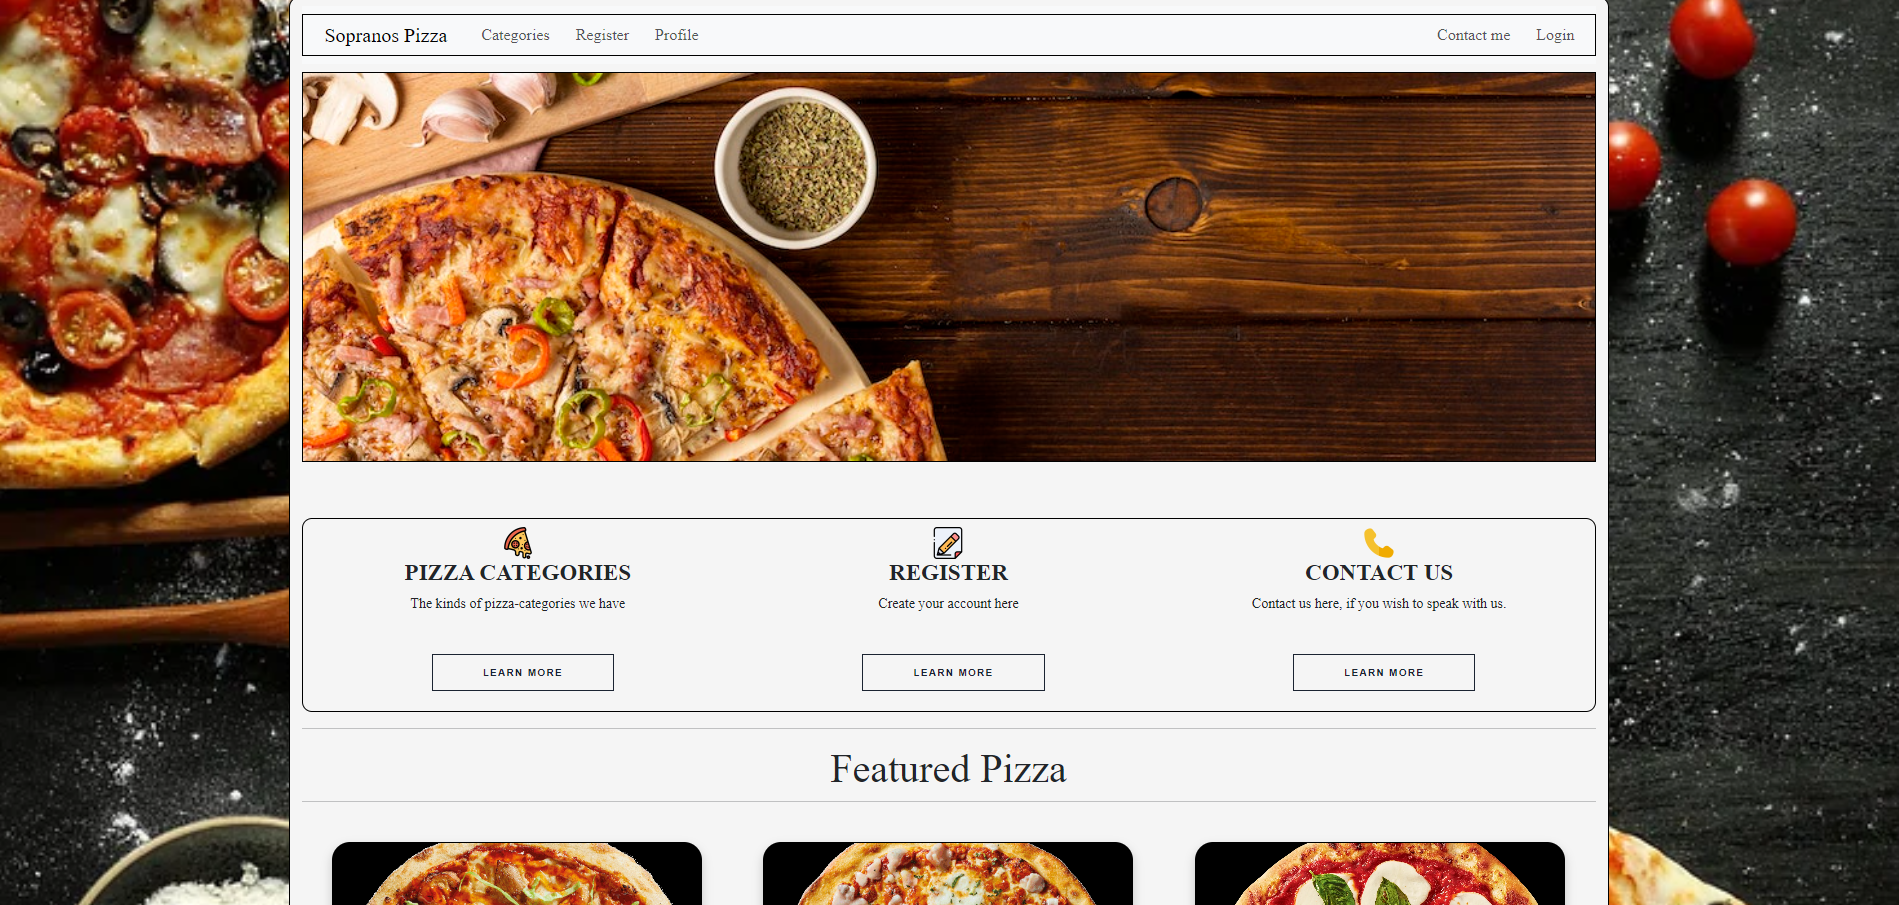 Sopranos Pizza Categories Register Profile Contact me Login
PIZZA CATEGORIES
The kinds of pizza-categories we have
LEARN MORE
REGISTER
Create your account here
LEARN MORE
CONTACT US
Contact us here, if you wish to speak with us.
LEARN MORE
Featured Pizza